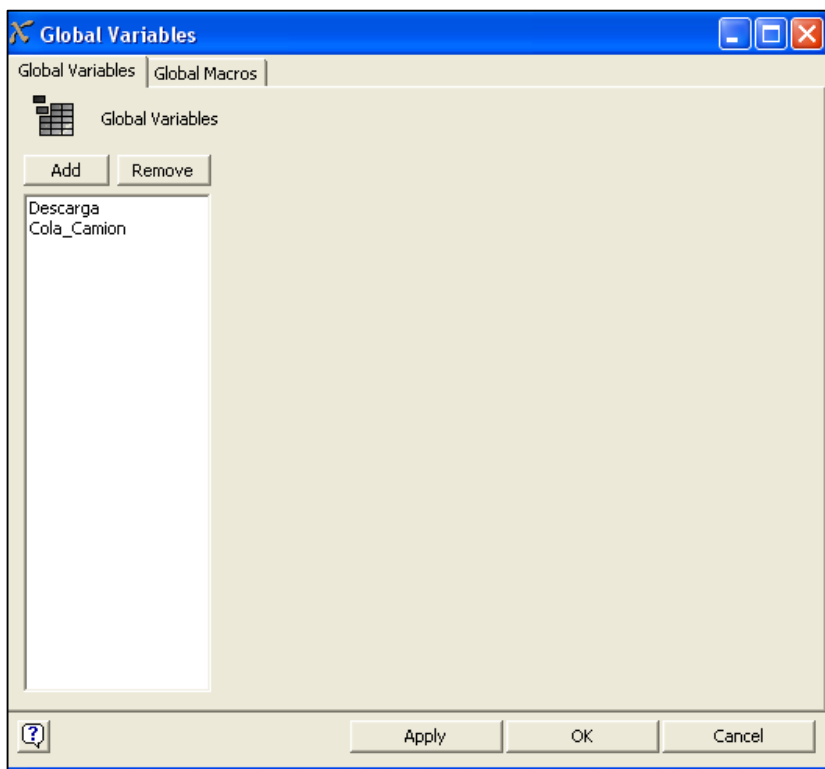 Global Variables
Global Variables Global Macros
Global Variables
Add Remove
Descarga
Cola_Camion
Apply OK Cancel